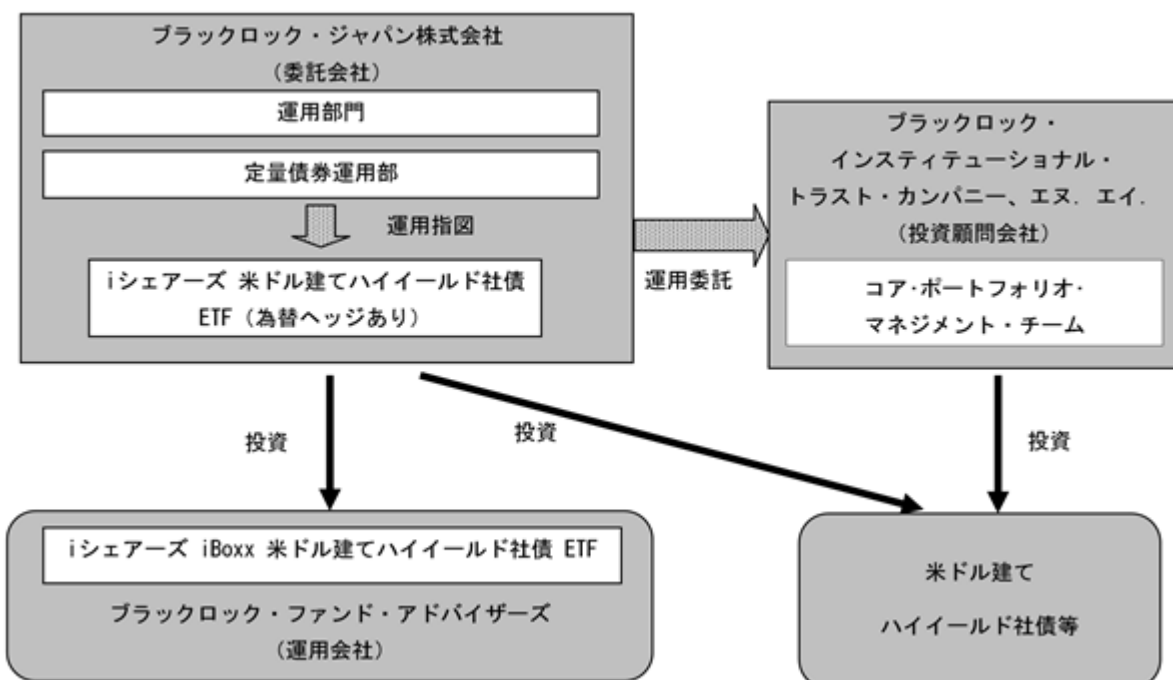 ブラックロック・ジャパン株式会社
(委託会社)
運用部門
定量債券運用部
運用指図
iシェアーズ 米ドル建てハイイールド社債
ETF(為替ヘッジあり)
運用委託
ブラックロック・
インスティテューショナル・
トラスト・カンパニー、エヌ.エイ.
(投資顧問会社)
コア・ポートフォリオ・
マネジメント・チーム
投資
投資
投資
iシェアーズ iBoxx 米ドル建てハイイールド社債 ETF
ブラックロック・ファンド・アドバイザーズ
(運用会社)
米ドル建て
ハイイールド社債等